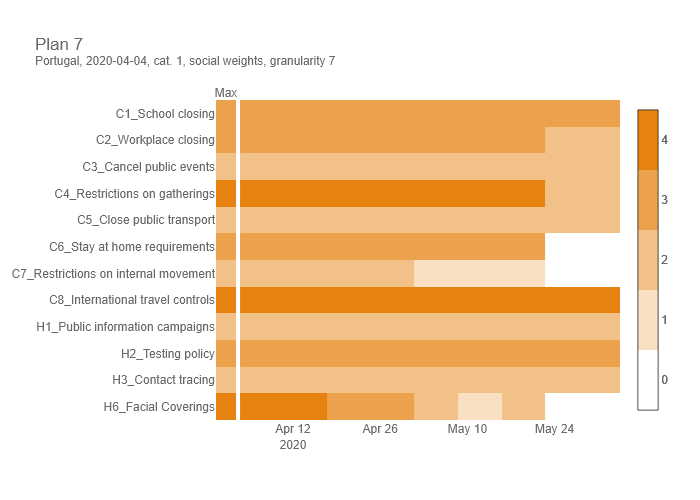 Plan 7
Portugal, 2020-04-04, cat. 1, social weights, granularity 7
Max
C1_School closing
C2_Workplace closing
C3_Cancel public events
C4_Restrictions on gatherings
C5_Close public transport
C6_Stay at home requirements
C7_Restrictions on internal movement
C8_International travel controls
H1_Public information campaigns
H2_Testing policy
H3_Contact tracing
H6_Facial Coverings
Apr 12 Apr 26 May 10 May 24
2020
4
3
2
1
0